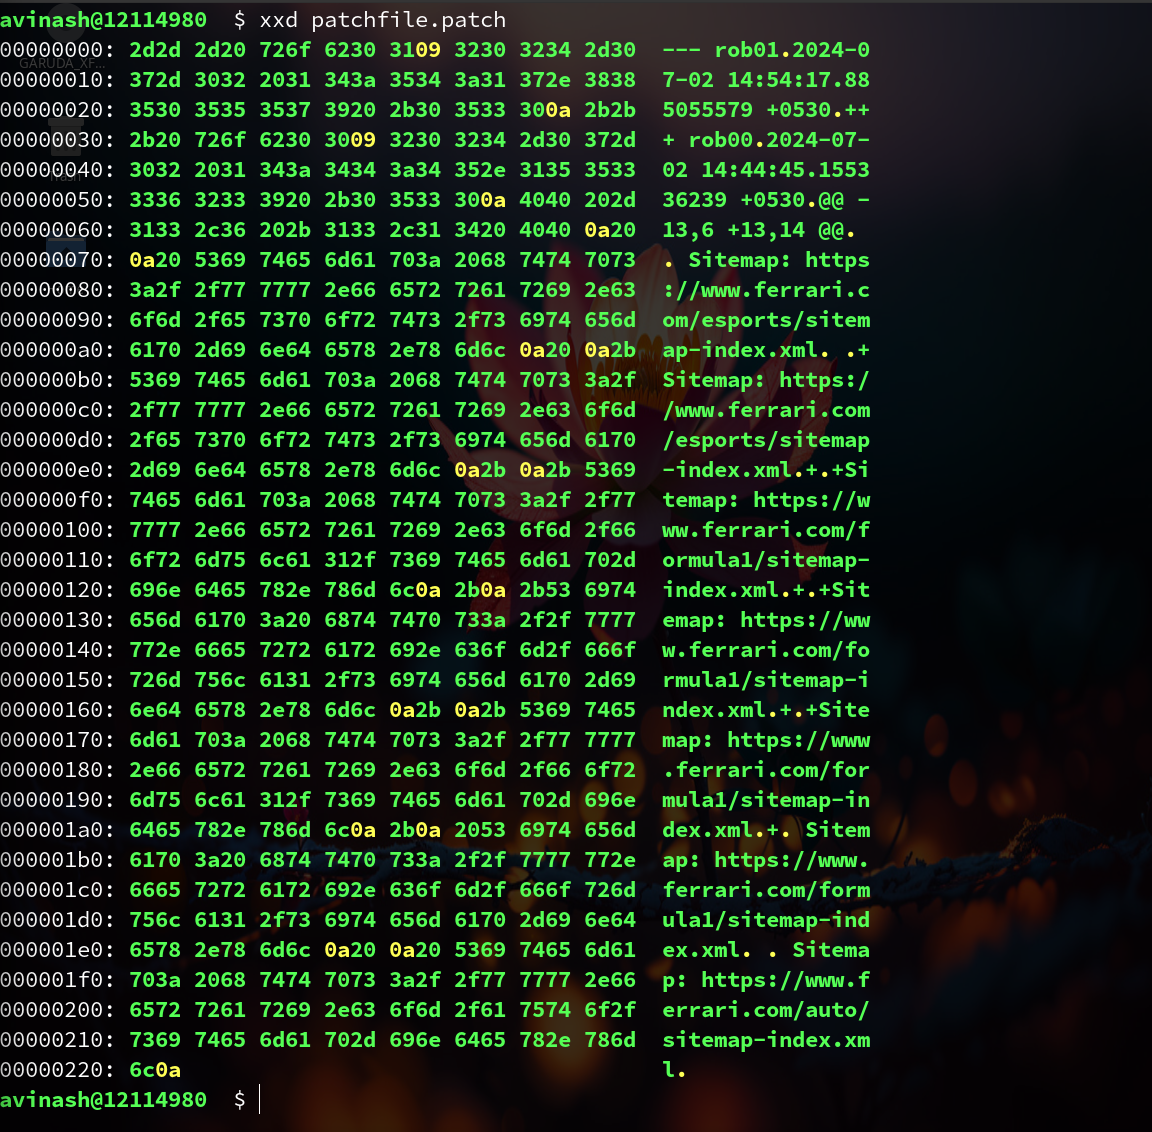 avinash@12114980  $ xxd patchfile.patch
00000000: 2d2d 2d20 726f 6230 3109 3230 3234 2d30  --- rob01.2024-0
00000010: 372d 3032 2031 343a 3534 3a31 372e 3838  7-02 14:54:17.88
00000020: 3530 3535 3537 3920 2b30 3533 300a 2b2b  5055579 +0530.++
00000030: 2b20 726f 6230 3009 3230 3234 2d30 372d  + rob00.2024-07-
00000040: 3032 2031 343a 3434 3a34 352e 3135 3533  02 14:44:45.1553
00000050: 3336 3233 3920 2b30 3533 300a 4040 202d  36239 +0530.@@ -
00000060: 3133 2c36 202b 3133 2c31 3420 4040 0a20  13,6 +13,14 @@.
00000070: 0a20 5369 7465 6d61 703a 2068 7474 7073  . Sitemap: https
00000080: 3a2f 2f77 7777 2e66 6572 7261 7269 2e63  ://www.ferrari.c
00000090: 6f6d 2f65 7370 6f72 7473 2f73 6974 656d  om/esports/sitem
000000a0: 6170 2d69 6e64 6578 2e78 6d6c 0a20 0a2b  ap-index.xml. .+
000000b0: 5369 7465 6d61 703a 2068 7474 7073 3a2f  Sitemap: https:/
000000c0: 2f77 7777 2e66 6572 7261 7269 2e63 6f6d  /www.ferrari.com
000000d0: 2f65 7370 6f72 7473 2f73 6974 656d 6170  /esports/sitemap
000000e0: 2d69 6e64 6578 2e78 6d6c 0a2b 0a2b 5369  -index.xml.+.+Si
000000f0: 7465 6d61 703a 2068 7474 7073 3a2f 2f77  temap: https://w
00000100: 7777 2e66 6572 7261 7269 2e63 6f6d 2f66  ww.ferrari.com/f
00000110: 6f72 6d75 6c61 312f 7369 7465 6d61 702d  ormula1/sitemap-
00000120: 696e 6465 782e 786d 6c0a 2b0a 2b53 6974  index.xml.+.+Sit
00000130: 656d 6170 3a20 6874 7470 733a 2f2f 7777  emap: https://ww
00000140: 772e 6665 7272 6172 692e 636f 6d2f 666f  w.ferrari.com/fo
00000150: 726d 756c 6131 2f73 6974 656d 6170 2d69  rmula1/sitemap-i
00000160: 6e64 6578 2e78 6d6c 0a2b 0a2b 5369 7465  ndex.xml.+.+Site
00000170: 6d61 703a 2068 7474 7073 3a2f 2f77 7777  map: https://www
00000180: 2e66 6572 7261 7269 2e63 6f6d 2f66 6f72  .ferrari.com/for
00000190: 6d75 6c61 312f 7369 7465 6d61 702d 696e  mula1/sitemap-in
000001a0: 6465 782e 786d 6c0a 2b0a 2053 6974 656d  dex.xml.+. Sitem
000001b0: 6170 3a20 6874 7470 733a 2f2f 7777 772e  ap: https://www.
000001c0: 6665 7272 6172 692e 636f 6d2f 666f 726d  ferrari.com/form
000001d0: 756c 6131 2f73 6974 656d 6170 2d69 6e64  ula1/sitemap-ind
000001e0: 6578 2e78 6d6c 0a20 0a20 5369 7465 6d61  ex.xml. . Sitema
000001f0: 703a 2068 7474 7073 3a2f 2f77 7777 2e66  p: https://www.f
00000200: 6572 7261 7269 2e63 6f6d 2f61 7574 6f2f  errari.com/auto/
00000210: 7369 7465 6d61 702d 696e 6465 782e 786d  sitemap-index.xm
00000220: 6c0a                                     l.
avinash@12114980  $
GARUDA_XF...